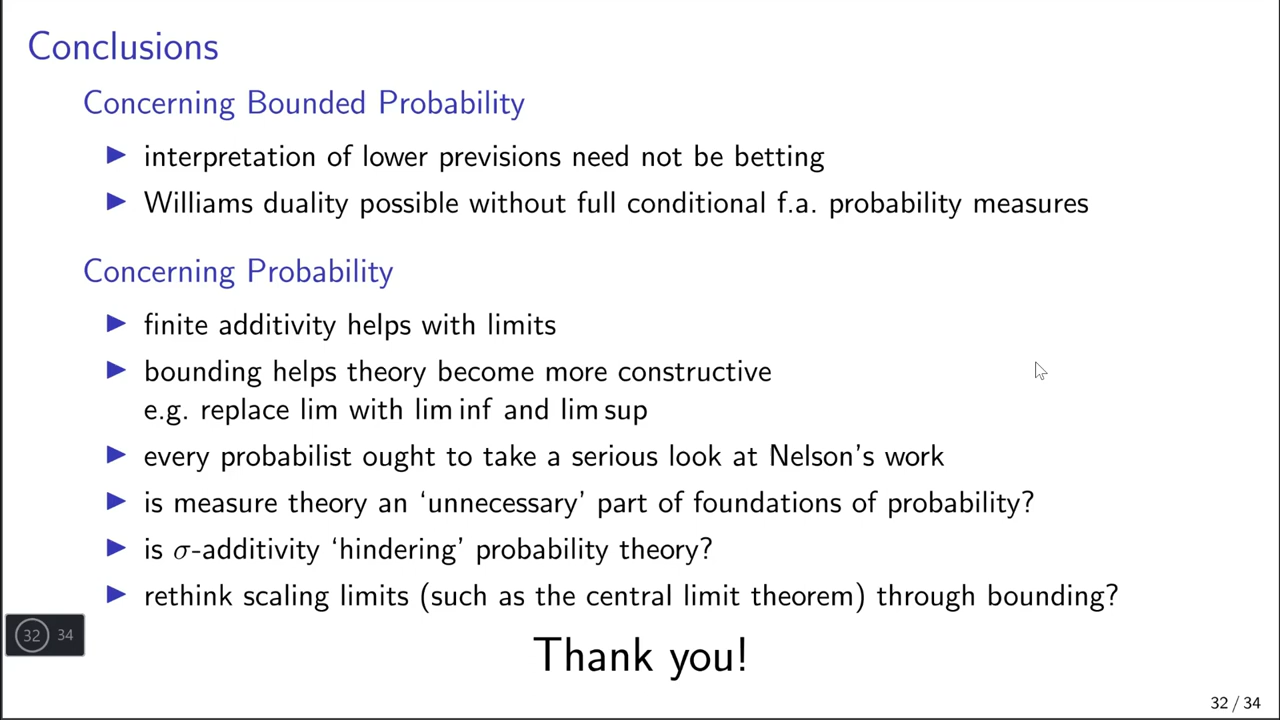 Conclusions
Concerning Bounded Probability
▶ interpretation of lower previsions need not be betting
▶ Williams duality possible without full conditional f.a. probability measures
Concerning Probability
▶ finite additivity helps with limits
▶ bounding helps theory become more constructive
e.g. replace lim with lim inf and lim sup
▶ every probabilist ought to take a serious look at Nelson's work
▶ is measure theory an ‘unnecessary’ part of foundations of probability?
▶ is σ-additivity ‘hindering’ probability theory?
▶ rethink scaling limits (such as the central limit theorem) through bounding?
32 34
Thank you!
32 / 34